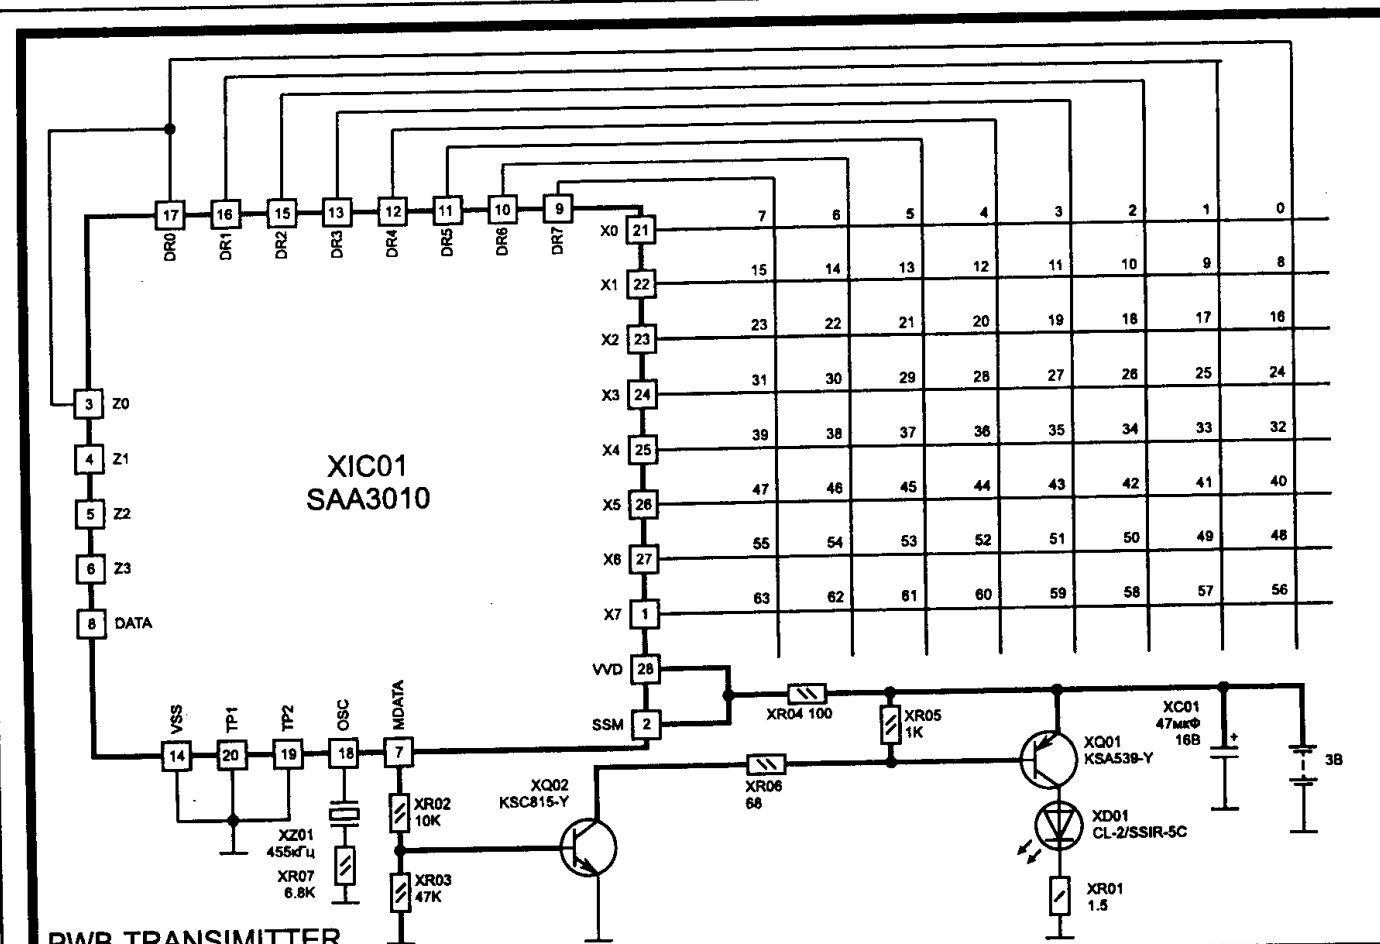 17 16 15 13 12 11 10 9
DR0 DR1 DR2 DR3 DR4 DR5 DR6 DR7
X0 21 7 6 5 4 3 2 1 0
X1 22 15 14 13 12 11 10 9 8
X2 23 23 22 21 20 19 18 17 16
X3 24 31 30 29 28 27 26 25 24
3 Z0
X4 25 39 38 37 36 35 34 33 32
4 Z1
XIC01
SAA3010
X5 26 47 46 45 44 43 42 41 40
5 Z2
X6 27 55 54 53 52 51 50 49 48
6 Z3
X7 1 63 62 61 60 59 58 57 56
8 DATA
VVD 28
SSM 2
VSS TP1 TP2 OSC MDATA
14 20 19 18 7
XR04 100
XR05
1K
XC01
47мкФ
16В
+
3В
XQ01
KSA539-Y
XR06
68
XQ02
KSC815-Y
XR02
10K
XZ01
455кГц
XR07
6.8K
XR03
47K
XD01
CL-2/SSIR-5C
XR01
1.5
PWB TRANSIMITTER